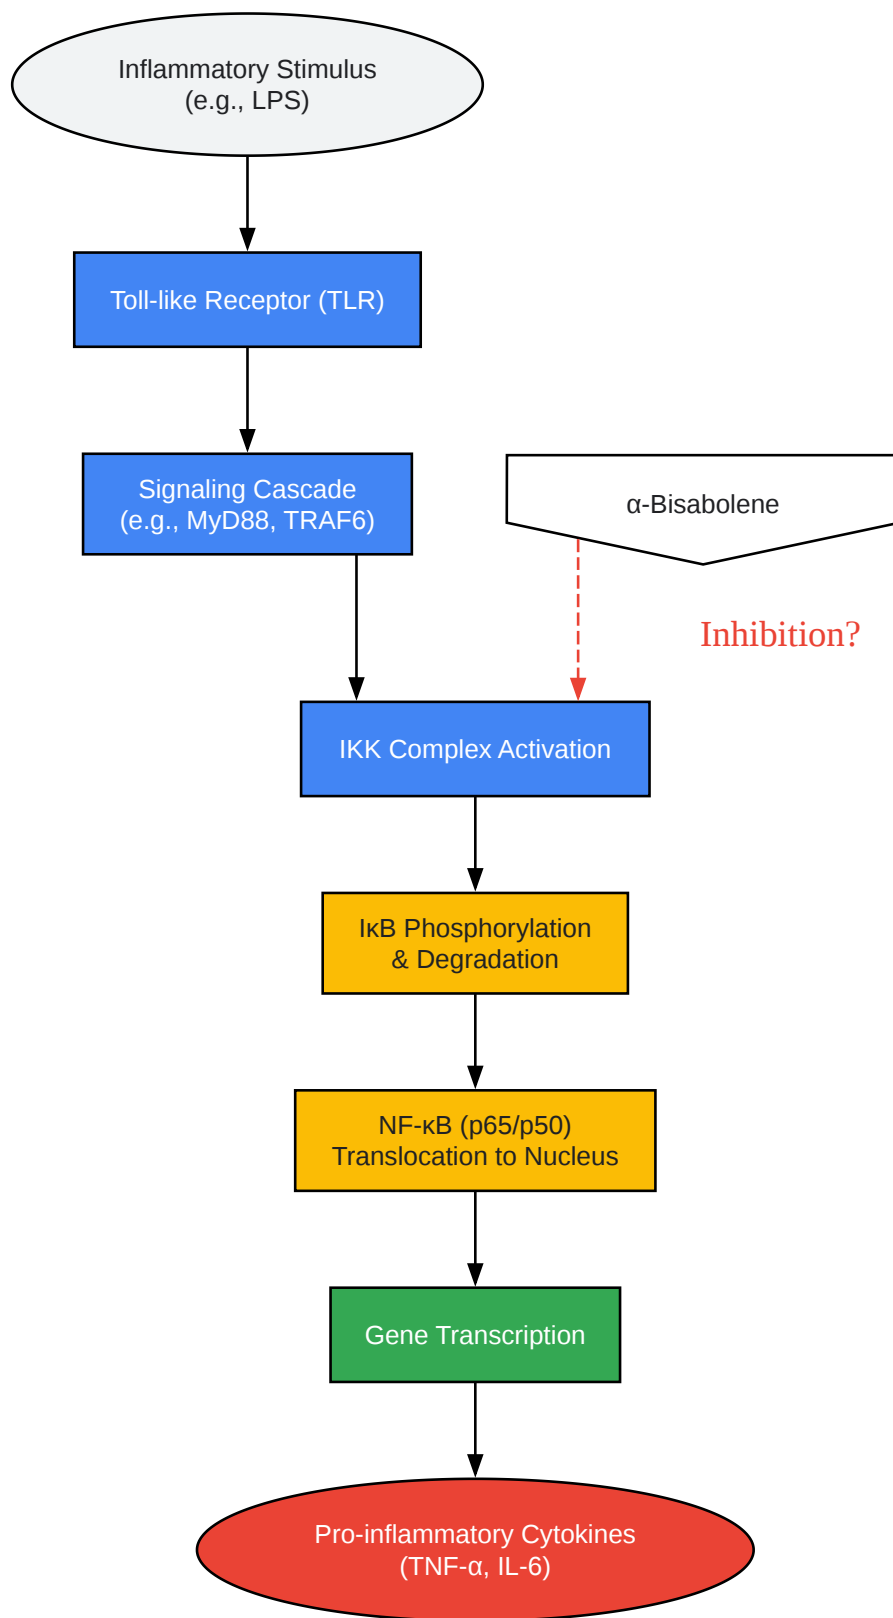 Inflammatory Stimulus
(e.g., LPS)
Toll-like Receptor (TLR)
Signaling Cascade
(e.g., MyD88, TRAF6)
α-Bisabolene
Inhibition?
IKK Complex Activation
IκB Phosphorylation
& Degradation
NF-κB (p65/p50)
Translocation to Nucleus
Gene Transcription
Pro-inflammatory Cytokines
(TNF-α, IL-6)